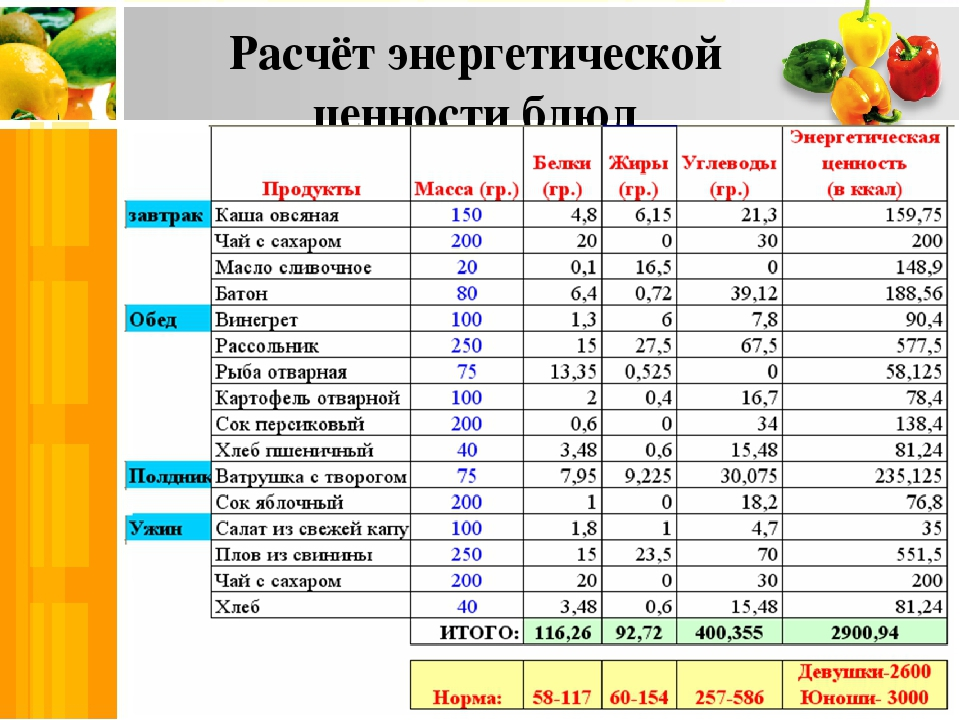 Расчёт энергетической
ценности блюд
Продукты Масса (гр.) Белки (гр.) Жиры (гр.) Углеводы (гр.) Энергетическая ценность (в ккал)
завтрак Каша овсяная 150 4,8 6,15 21,3 159,75
Чай с сахаром 200 20 0 30 200
Масло сливочное 20 0,1 16,5 0 148,9
Батон 80 6,4 0,72 39,12 188,56
Обед Винегрет 100 1,3 6 7,8 90,4
Рассольник 250 15 27,5 67,5 577,5
Рыба отварная 75 13,35 0,525 0 58,125
Картофель отварной 100 2 0,4 16,7 78,4
Сок персиковый 200 0,6 0 34 138,4
Хлеб пшеничный 40 3,48 0,6 15,48 81,24
Полдник Ватрушка с творогом 75 7,95 9,225 30,075 235,125
Сок яблочный 200 1 0 18,2 76,8
Ужин Салат из свежей капу 100 1,8 1 4,7 35
Плов из свинины 250 15 23,5 70 551,5
Чай с сахаром 200 20 0 30 200
Хлеб 40 3,48 0,6 15,48 81,24
ИТОГО: 116,26 92,72 400,355 2900,94
Норма: 58-117 60-154 257-586 Девушки-2600
Юноши- 3000